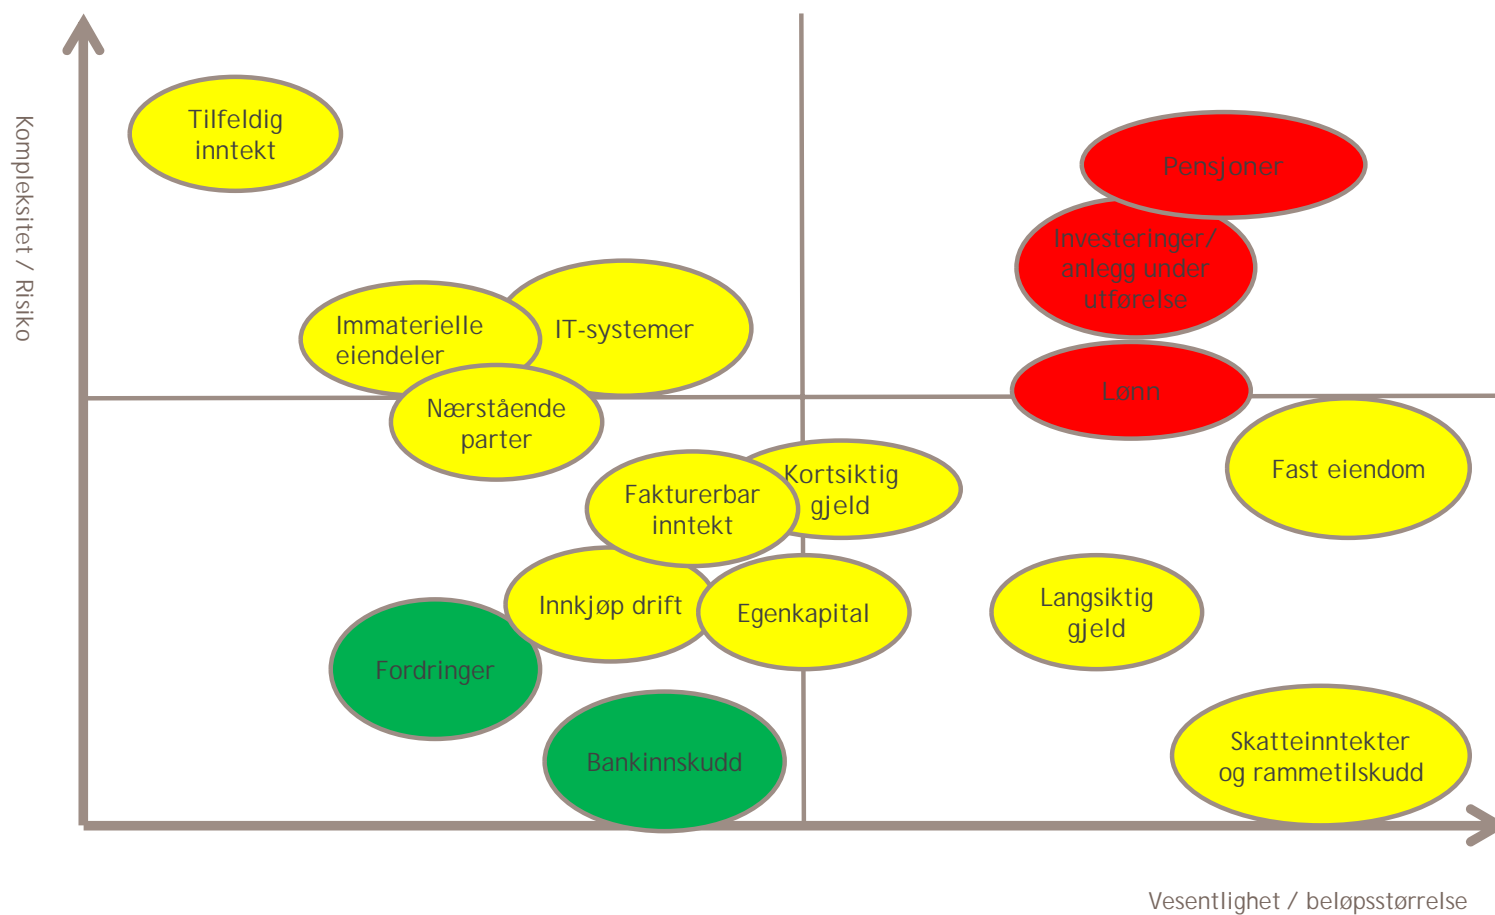 Kompleksitet / Risiko
Tilfeldig
inntekt
Pensjoner
Investeringer/
anlegg under
utførelse
Immaterielle
eiendeler
IT-systemer
Lønn
Nærstående
parter
Kortsiktig
gjeld
Fast eiendom
Fakturerbar
inntekt
Innkjøp drift
Egenkapital
Langsiktig
gjeld
Fordringer
Bankinnskudd
Skatteinntekter
og rammetilskudd
Vesentlighet / beløpsstørrelse